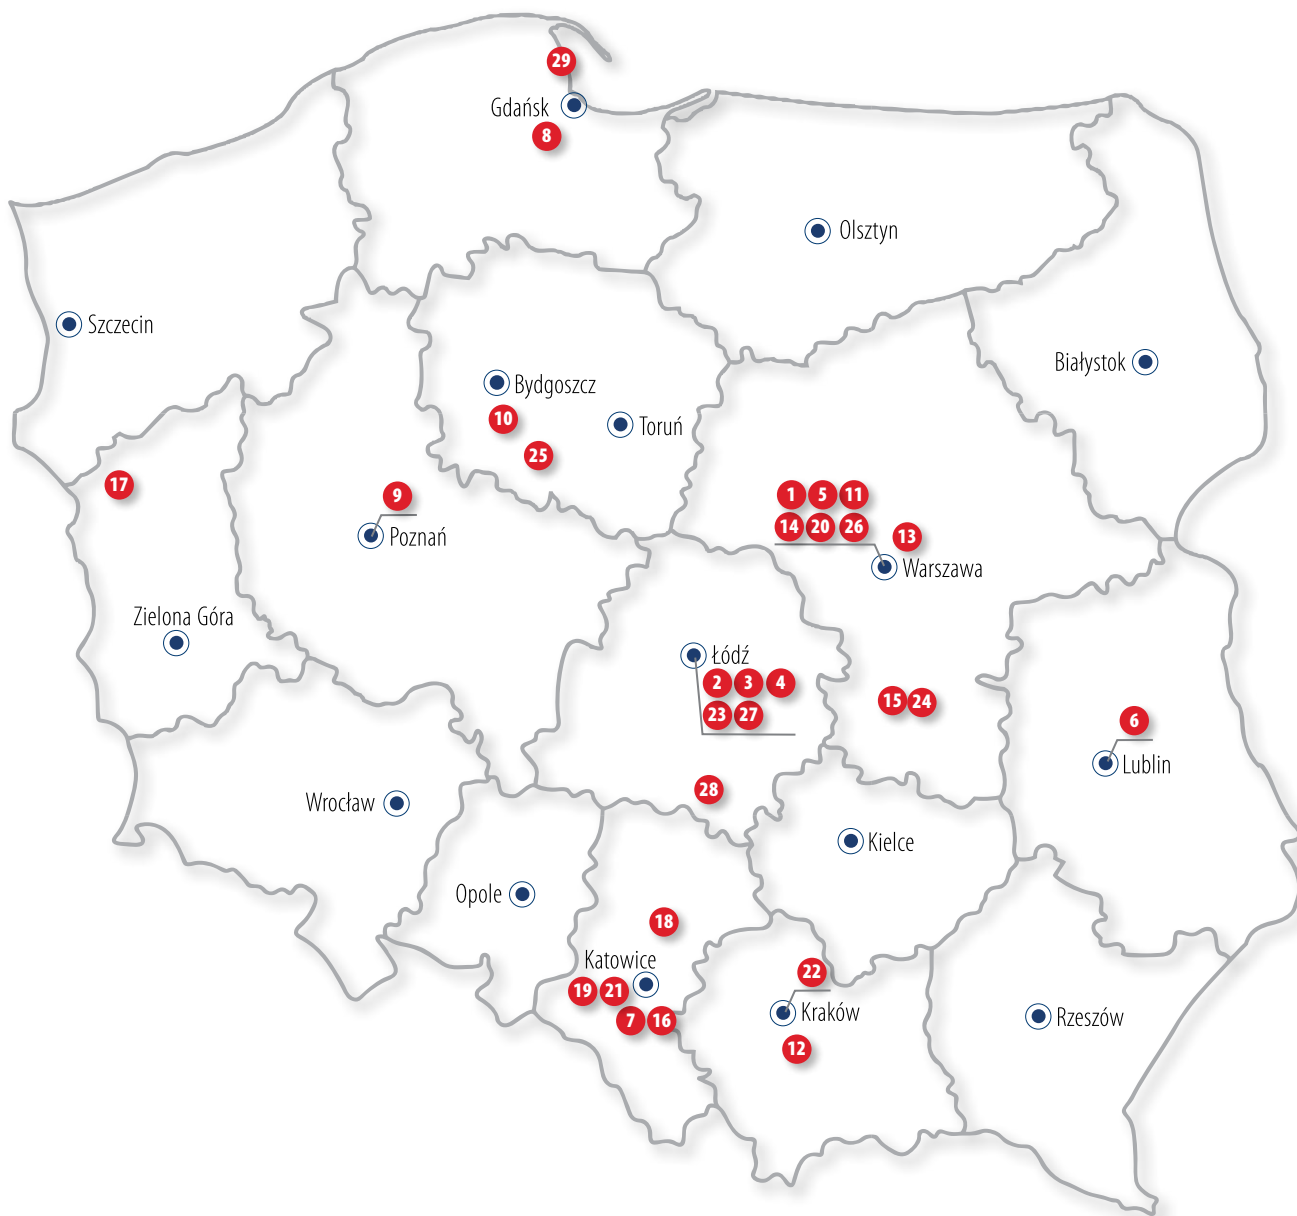 29
Gdańsk
8
Olsztyn
Szczecin
Białystok
Bydgoszcz
10
Toruń
25
17
9
Poznań
1 5 11
14 20 26
13
Warszawa
Zielona Góra
Łódź
2 3 4
23 27
15 24
6
Lublin
28
Wrocław
Kielce
Opole
18
Katowice
19 21
7 16
22
Kraków
12
Rzeszów